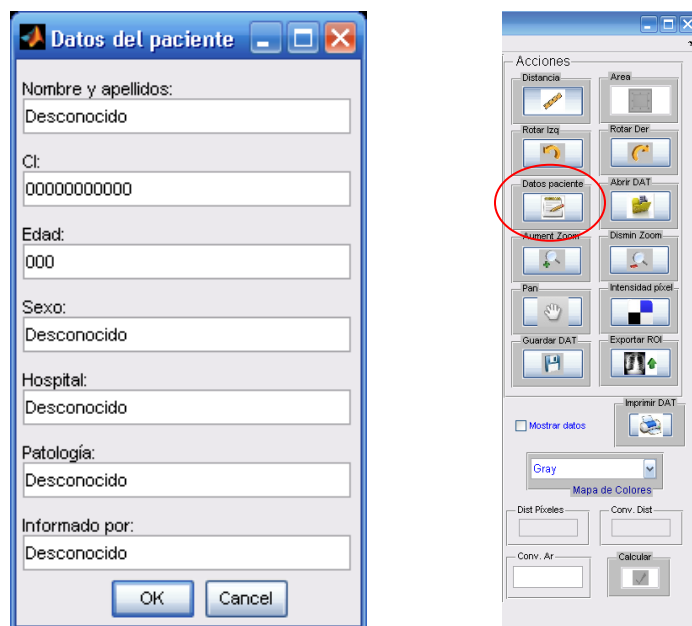 Datos del paciente
Nombre y apellidos:
Desconocido
CI:
00000000000
Edad:
000
Sexo:
Desconocido
Hospital:
Desconocido
Patología:
Desconocido
Informado por:
Desconocido
OK Cancel
Acciones
Distancia Area
Rotar Izq Rotar Der
Datos paciente Abrir DAT
Aument Zoom Dismin Zoom
Pan Intensidad píxel
Guardar DAT Exportar ROI
Imprimir DAT
Mostrar datos
Gray
Mapa de Colores
Dist Píxeles Conv. Dist
Conv. Ar Calcular